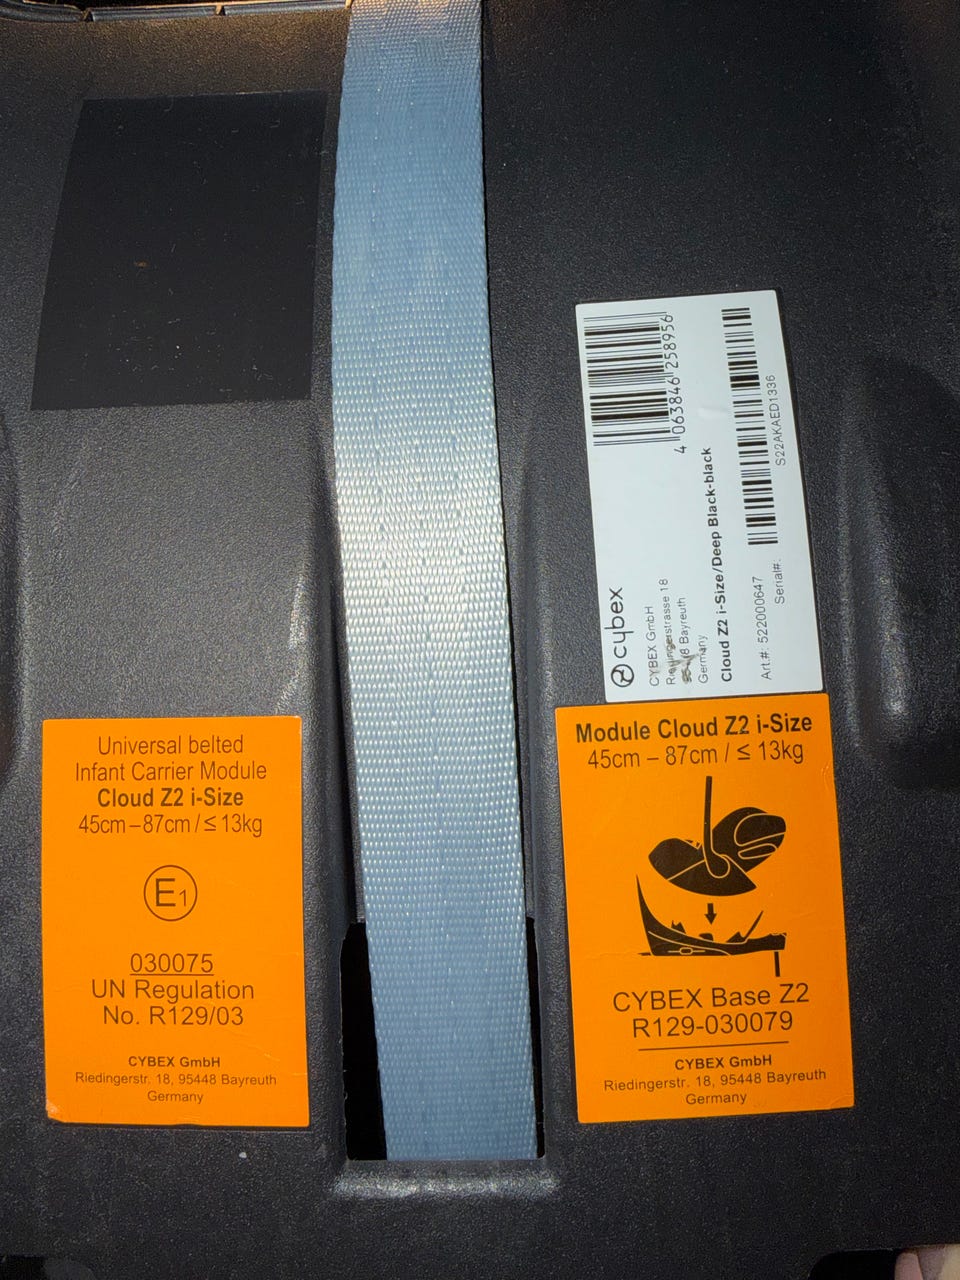 Universal belted
Infant Carrier Module
Cloud Z2 i-Size
45cm – 87cm / ≤ 13kg
E1
030075
UN Regulation
No. R129/03
CYBEX GmbH
Riedingerstr. 18, 95448 Bayreuth
Germany
4 063846 258956
cybex
CYBEX GmbH
18
Bayreuth
Germany
Cloud Z2 i-Size/Deep Black-black
Art.#: 522000647
Serial#:
S22AKAED1336
Module Cloud Z2 i-Size
45cm – 87cm / ≤ 13kg
CYBEX Base Z2
R129-030079
CYBEX GmbH
Riedingerstr. 18, 95448 Bayreuth
Germany